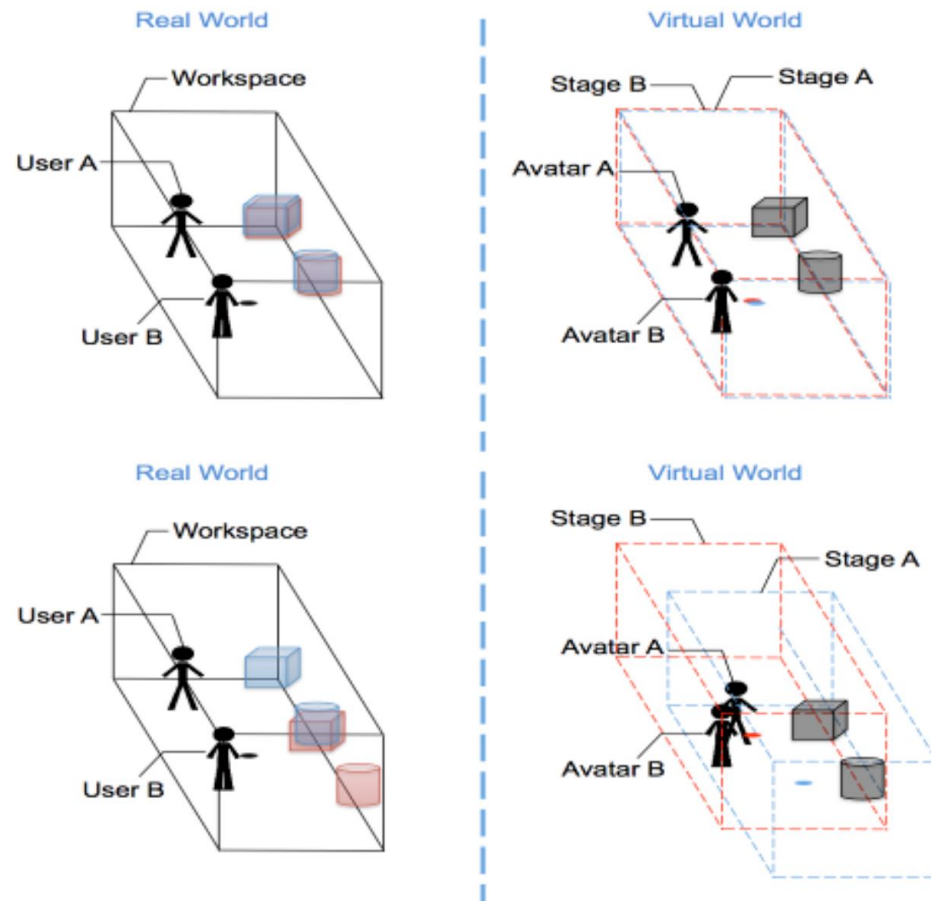 Real World
Virtual World
Workspace
Stage B
Stage A
User A
Avatar A
User B
Avatar B
Real World
Virtual World
Workspace
Stage B
Stage A
User A
Avatar A
User B
Avatar B